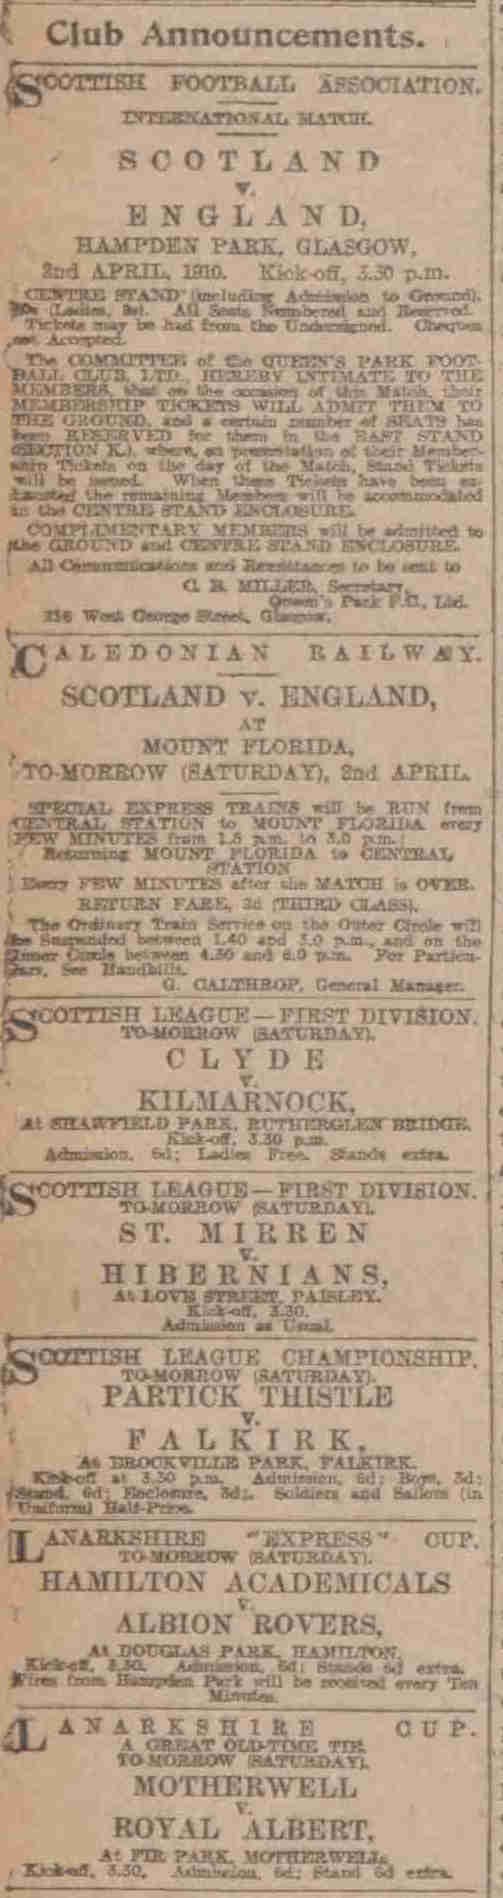 Club Announcements.
SCOTTISH FOOTBALL ASSOCIATION.
INTERNATIONAL MATCH.
SCOTLAND
v.
ENGLAND,
HAMPDEN PARK, GLASGOW,
2nd APRIL, 1910. Kick-off, 3.30 p.m.
CENTRE STAND (including Admission to Ground),
(Ladies, All Seats Numbered and Reserved.
Tickets may be had from the Undersigned. Cheques
not Accepted.
The COMMITTEE of the QUEEN'S PARK FOOT-
BALL CLUB, LTD., HEREBY INTIMATE TO THE
MEMBERS, that on the occasion of this Match, their
MEMBERSHIP TICKETS WILL ADMIT THEM TO
THE GROUND, and a certain number of SEATS has
been RESERVED for them in the EAST STAND
(SECTION K.), where, on presentation of their Member-
ship Tickets on the day of the Match, Stand Tickets
will be issued. When these Tickets have been ex-
hausted the remaining Members will be accommodated
in the CENTRE STAND ENCLOSURE.
COMPLIMENTARY MEMBERS will be admitted to
the GROUND and CENTRE STAND ENCLOSURE.
All Communications and Remittances to be sent to
C. B. MILLER, Secretary,
Queen's Park F.C., Ltd.
216 West George Street, Glasgow.
CALEDONIAN RAILWAY.
SCOTLAND v. ENGLAND,
AT
MOUNT FLORIDA,
TO-MORROW (SATURDAY), 2nd APRIL.
SPECIAL EXPRESS TRAINS will be RUN from
CENTRAL STATION to MOUNT FLORIDA every
FEW MINUTES from p.m. to 3.0 p.m.;
Returning MOUNT FLORIDA to CENTRAL
STATION
Every FEW MINUTES after the MATCH is OVER.
RETURN FARE, 3d (THIRD CLASS).
The Ordinary Train Service on the Outer Circle will
be Suspended between 1.40 and 3.0 p.m., and on the
Inner Circle between 4.30 and 6.0 p.m. For Particu-
lars, See Handbills.
G. CALTHROP, General Manager.
SCOTTISH LEAGUE—FIRST DIVISION.
TO-MORROW (SATURDAY).
CLYDE
v.
KILMARNOCK,
At SHAWFIELD PARK, RUTHERGLEN BRIDGE.
Kick-off, 3.30 p.m.
Admission, 6d; Ladies Free. Stands extra.
SCOTTISH LEAGUE—FIRST DIVISION.
TO-MORROW (SATURDAY).
ST. MIRREN
v.
HIBERNIANS,
At LOVE STREET, PAISLEY.
Kick-off, 3.30.
Admission as Usual.
SCOTTISH LEAGUE CHAMPIONSHIP.
TO-MORROW (SATURDAY).
PARTICK THISTLE
v.
FALKIRK,
At BROCKVILLE PARK, FALKIRK.
Kick-off at 3.30 p.m. Admission, 6d; Boys, 3d;
Stand, 6d; Enclosure, 3d. Soldiers and Sailors (in
Uniform) Half-Price.
LANARKSHIRE "EXPRESS" CUP.
TO-MORROW (SATURDAY).
HAMILTON ACADEMICALS
v.
ALBION ROVERS,
At DOUGLAS PARK, HAMILTON.
Kick-off, 3.30. Admission, 6d; Stands 6d extra.
Wires from Hampden Park will be received every Ten
Minutes.
LANARKSHIRE CUP.
A GREAT OLD-TIME TIE.
TO-MORROW (SATURDAY).
MOTHERWELL
v.
ROYAL ALBERT,
At FIR PARK, MOTHERWELL.
Kick-off, 3.30. Admission, 6d; Stand 6d extra.